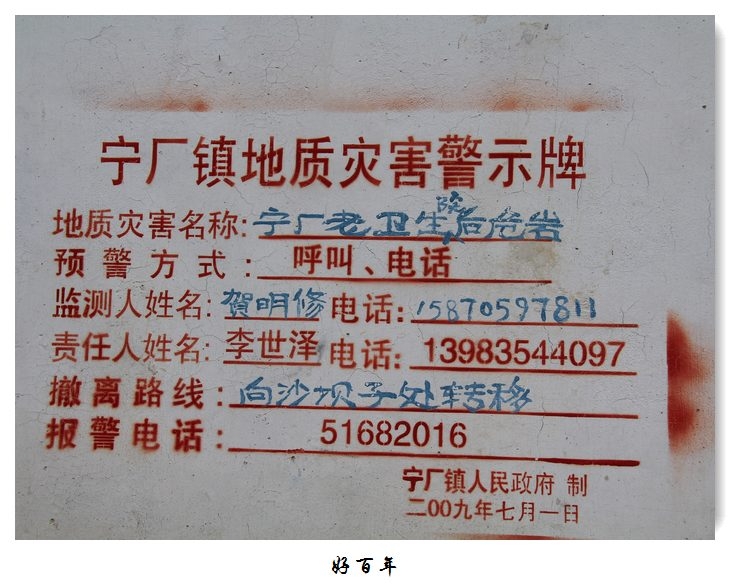 宁厂镇地质灾害警示牌
地质灾害名称:宁厂老卫生院后危岩
预警方式:呼叫、电话
监测人姓名:贺明修电话:15870597811
责任人姓名:李世泽电话:13983544097
撤离路线:向沙坝子处转移
报警电话:51682016
宁厂镇人民政府 制
二00九年七月一日
好百年